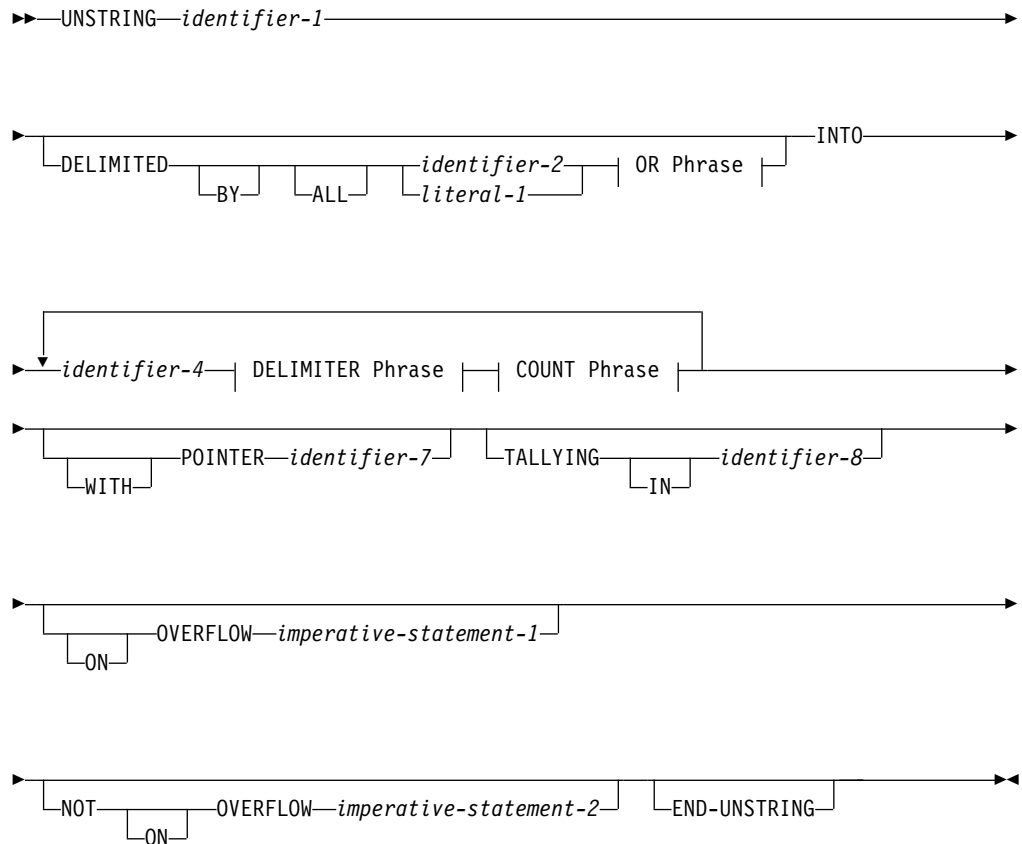 UNSTRING identifier-1
INTO
DELIMITED identifier-2 OR Phrase
BY ALL literal-1
identifier-4 DELIMITER Phrase COUNT Phrase
POINTER identifier-7 TALLYING identifier-8
WITH IN
OVERFLOW imperative-statement-1
ON
NOT OVERFLOW imperative-statement-2 END-UNSTRING
ON